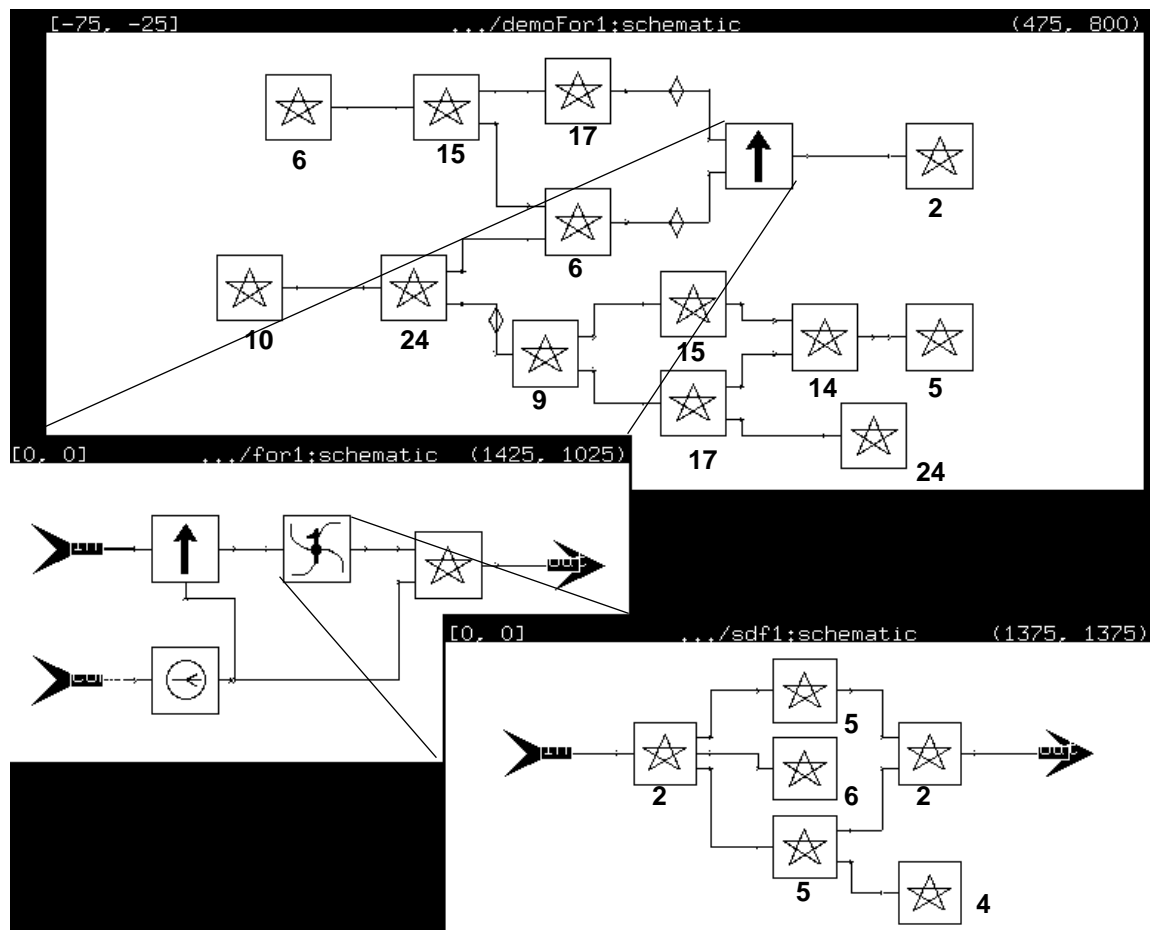 [-75, -25] .../demoFor1:schematic (475, 800)
6 15 17
2
6
10 24
15
9 14 5
17 24
[0, 0] .../for1:schematic (1425, 1025)
out
[0, 0] .../sdf1:schematic (1375, 1375)
5
2 6 2
out
5 4